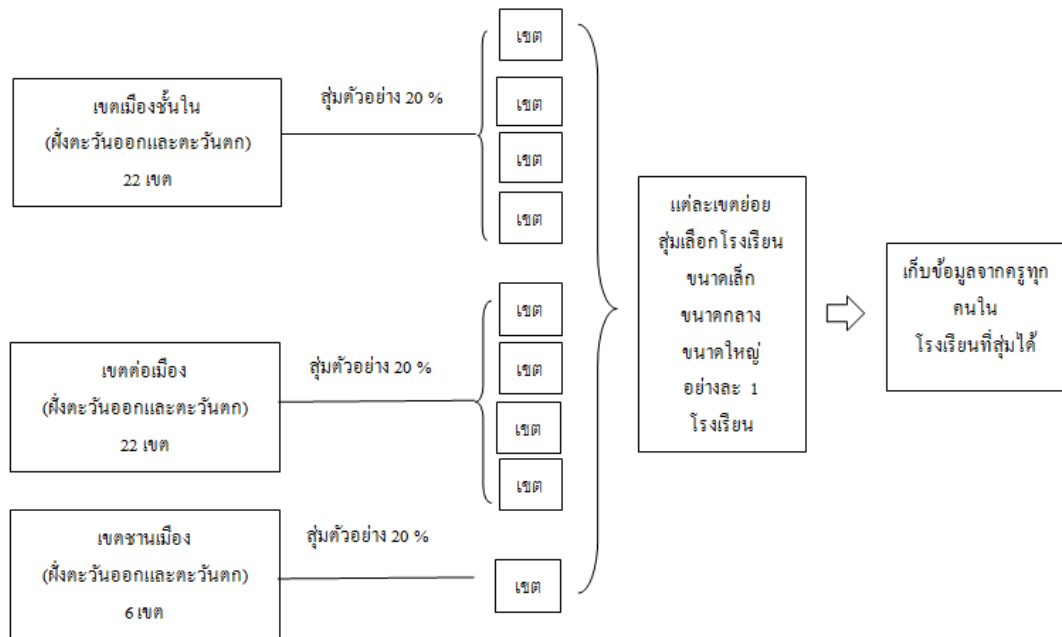 เขตเมืองชั้นใน
(ฝั่งตะวันออกและตะวันตก)
22 เขต
สุ่มตัวอย่าง 20 %
เขต
เขต
เขต
เขต
เขตต่อเมือง
(ฝั่งตะวันออกและตะวันตก)
22 เขต
สุ่มตัวอย่าง 20 %
เขต
เขต
เขต
เขต
เขตชานเมือง
(ฝั่งตะวันออกและตะวันตก)
6 เขต
สุ่มตัวอย่าง 20 %
เขต
แต่ละเขตย่อย
สุ่มเลือกโรงเรียน
ขนาดเล็ก
ขนาดกลาง
ขนาดใหญ่
อย่างละ 1
โรงเรียน
เก็บข้อมูลจากครูทุก
คนใน
โรงเรียนที่สุ่มได้